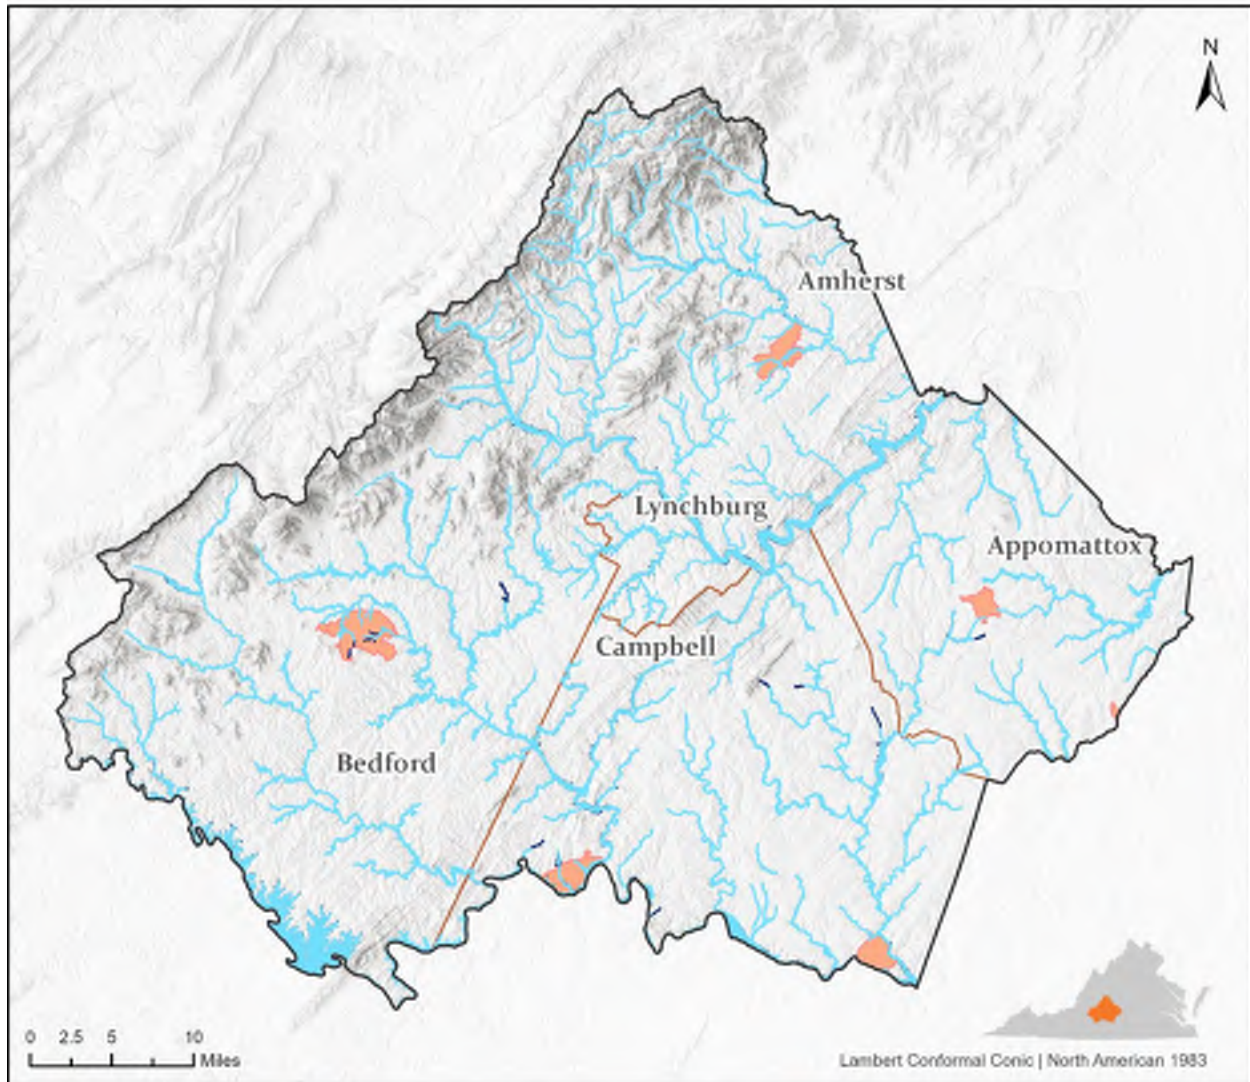 N
Amherst
Lynchburg
Appomattox
Campbell
Bedford
0 2.5 5 10
Miles
Lambert Conformal Conic | North American 1983